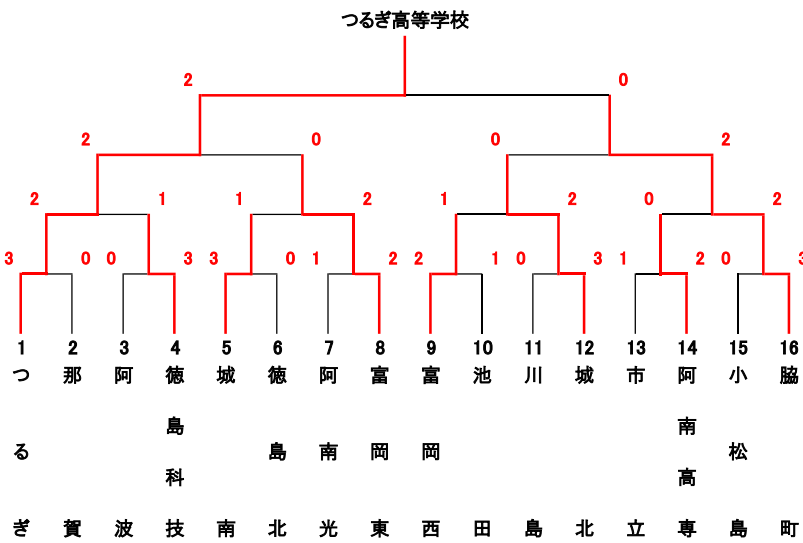 つるぎ高等学校
2 0
2 0 0 2
2 1 1 2 1 2 0 2
3 0 0 3 3 0 1 2 2 1 0 3 1 2 0 3
1 2 3 4 5 6 7 8 9 10 11 12 13 14 15 16
つるぎ
那賀
阿波
徳島科技
城南
徳島北
阿南光
富岡東
富岡西
池田
川島
城北
市立
阿南高専
小松島
脇町